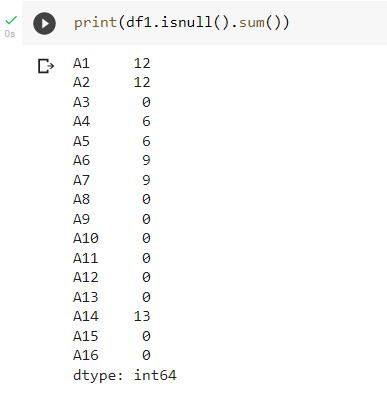 print(df1.isnull().sum())
0s
A1 12
A2 12
A3 0
A4 6
A5 6
A6 9
A7 9
A8 0
A9 0
A10 0
A11 0
A12 0
A13 0
A14 13
A15 0
A16 0
dtype: int64